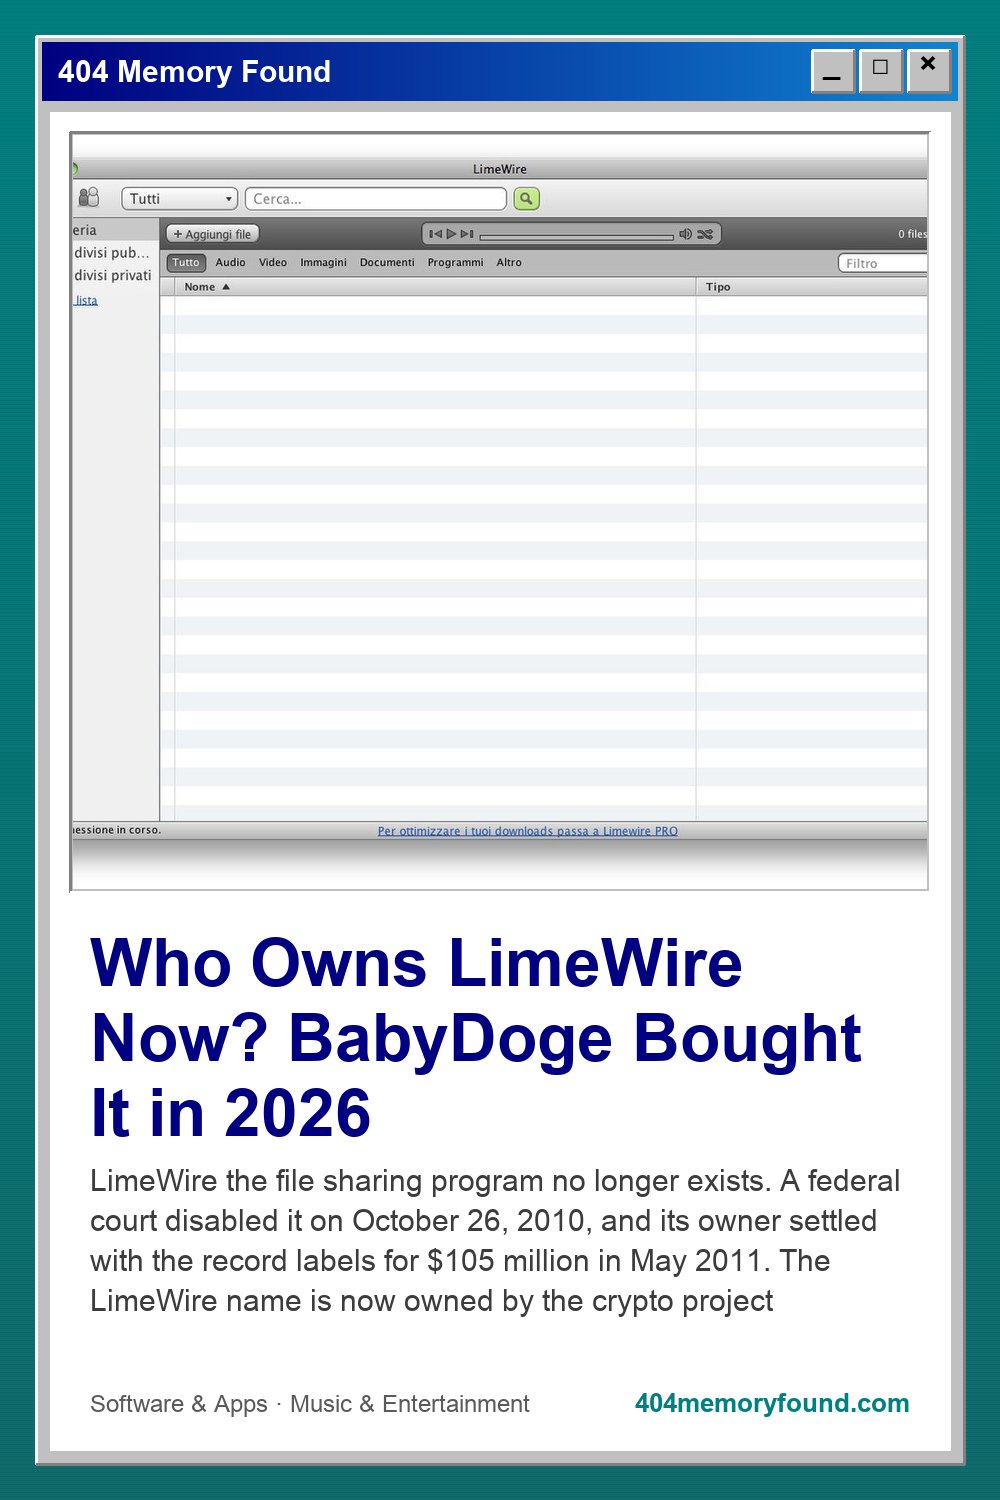 404 Memory Found
LimeWire
Tutti
Cerca...
eria
+ Aggiungi file
0 files
divisi pub...
Tutto Audio Video Immagini Documenti Programmi Altro
Filtro
divisi privati
Nome Tipo
lista
nessione in corso.
Per ottimizzare i tuoi downloads passa a Limewire PRO
Who Owns LimeWire
Now? BabyDoge Bought
It in 2026
LimeWire the file sharing program no longer exists. A federal
court disabled it on October 26, 2010, and its owner settled
with the record labels for $105 million in May 2011. The
LimeWire name is now owned by the crypto project
Software & Apps · Music & Entertainment
404memoryfound.com